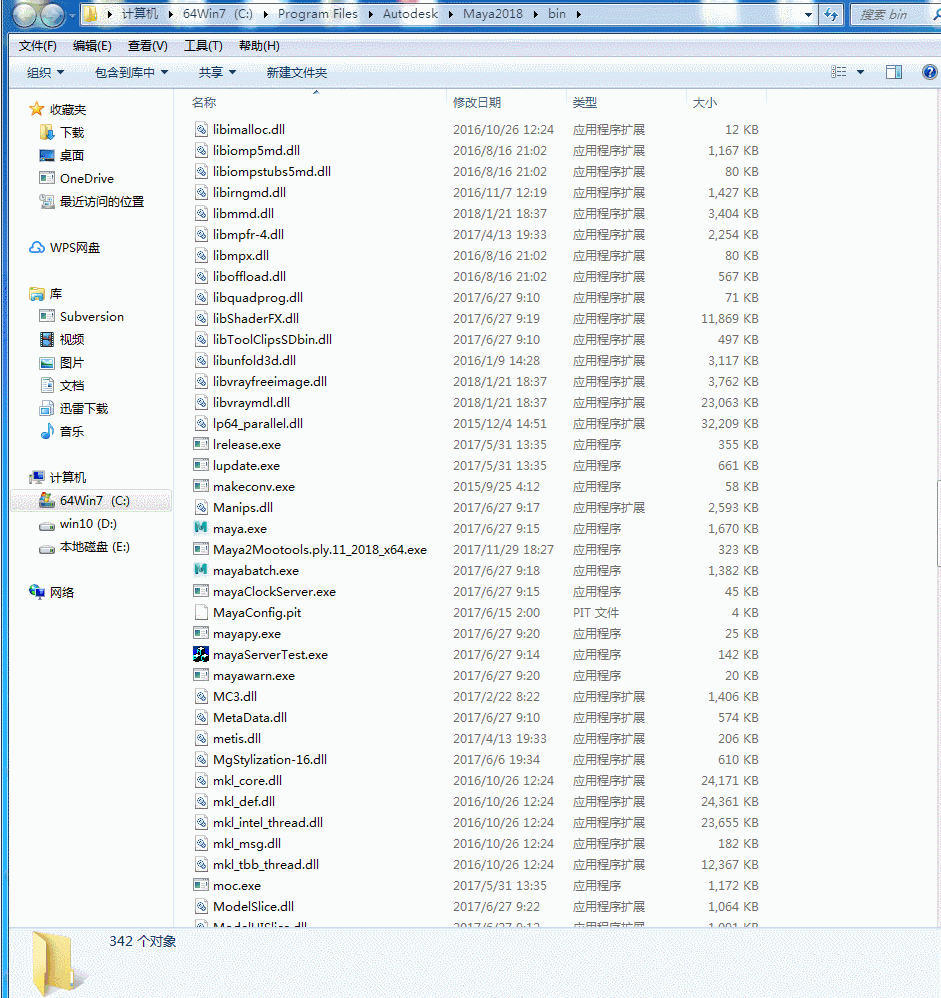 计算机 64Win7 (C:) Program Files Autodesk Maya2018 bin 搜索 bin
文件(F) 编辑(E) 查看(V) 工具(T) 帮助(H)
组织 包含到库中 共享 新建文件夹
收藏夹
下载
桌面
OneDrive
最近访问的位置
WPS网盘
库
Subversion
视频
图片
文档
迅雷下载
音乐
计算机
64Win7 (C:)
win10 (D:)
本地磁盘 (E:)
网络
名称 修改日期 类型 大小
libimalloc.dll 2016/10/26 12:24 应用程序扩展 12 KB
libiomp5md.dll 2016/8/16 21:02 应用程序扩展 1,167 KB
libiompstubs5md.dll 2016/8/16 21:02 应用程序扩展 80 KB
libirngmd.dll 2016/11/7 12:19 应用程序扩展 1,427 KB
libmmd.dll 2018/1/21 18:37 应用程序扩展 3,404 KB
libmpfr-4.dll 2017/4/13 19:33 应用程序扩展 2,254 KB
libmpx.dll 2016/8/16 21:02 应用程序扩展 80 KB
liboffload.dll 2016/8/16 21:02 应用程序扩展 567 KB
libquadprog.dll 2017/6/27 9:10 应用程序扩展 71 KB
libShaderFX.dll 2017/6/27 9:19 应用程序扩展 11,869 KB
libToolClipsSDbin.dll 2017/6/27 9:10 应用程序扩展 497 KB
libunfold3d.dll 2016/1/9 14:28 应用程序扩展 3,117 KB
libvrayfreeimage.dll 2018/1/21 18:37 应用程序扩展 3,762 KB
libvraymdl.dll 2018/1/21 18:37 应用程序扩展 23,063 KB
lp64_parallel.dll 2015/12/4 14:51 应用程序扩展 32,209 KB
lrelease.exe 2017/5/31 13:35 应用程序 355 KB
lupdate.exe 2017/5/31 13:35 应用程序 661 KB
makeconv.exe 2015/9/25 4:12 应用程序 58 KB
Manips.dll 2017/6/27 9:17 应用程序扩展 2,593 KB
maya.exe 2017/6/27 9:15 应用程序 1,670 KB
Maya2Mootools.ply.11_2018_x64.exe 2017/11/29 18:27 应用程序 323 KB
mayabatch.exe 2017/6/27 9:18 应用程序 1,382 KB
mayaClockServer.exe 2017/6/27 9:15 应用程序 45 KB
MayaConfig.pit 2017/6/15 2:00 PIT 文件 4 KB
mayapy.exe 2017/6/27 9:20 应用程序 25 KB
mayaServerTest.exe 2017/6/27 9:14 应用程序 142 KB
mayawarn.exe 2017/6/27 9:20 应用程序 20 KB
MC3.dll 2017/2/22 8:22 应用程序扩展 1,406 KB
MetaData.dll 2017/6/27 9:10 应用程序扩展 574 KB
metis.dll 2017/4/13 19:33 应用程序扩展 206 KB
MgStylization-16.dll 2017/6/6 19:34 应用程序扩展 610 KB
mkl_core.dll 2016/10/26 12:24 应用程序扩展 24,171 KB
mkl_def.dll 2016/10/26 12:24 应用程序扩展 24,361 KB
mkl_intel_thread.dll 2016/10/26 12:24 应用程序扩展 23,655 KB
mkl_msg.dll 2016/10/26 12:24 应用程序扩展 182 KB
mkl_tbb_thread.dll 2016/10/26 12:24 应用程序扩展 12,367 KB
moc.exe 2017/5/31 13:35 应用程序 1,172 KB
ModelSlice.dll 2017/6/27 9:22 应用程序扩展 1,064 KB
342 个对象